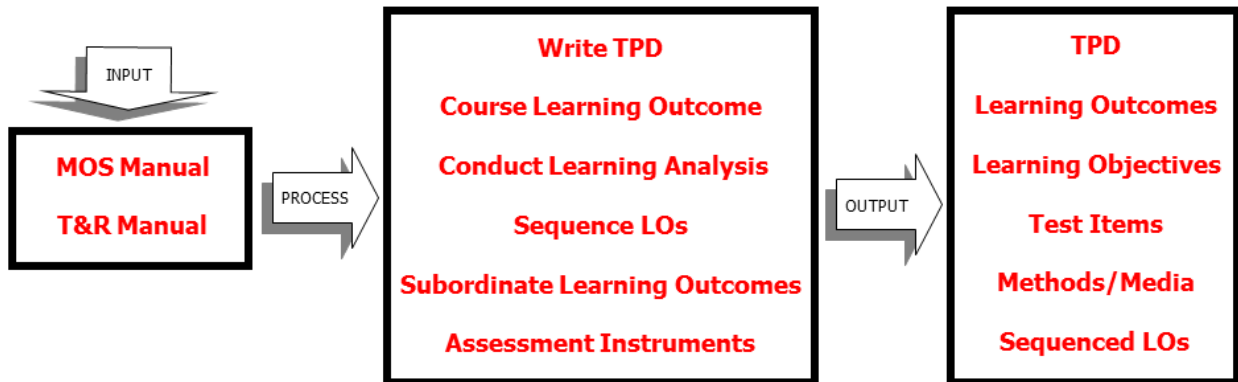 INPUT
MOS Manual
T&R Manual
PROCESS
Write TPD
Course Learning Outcome
Conduct Learning Analysis
Sequence LOs
Subordinate Learning Outcomes
Assessment Instruments
OUTPUT
TPD
Learning Outcomes
Learning Objectives
Test Items
Methods/Media
Sequenced LOs